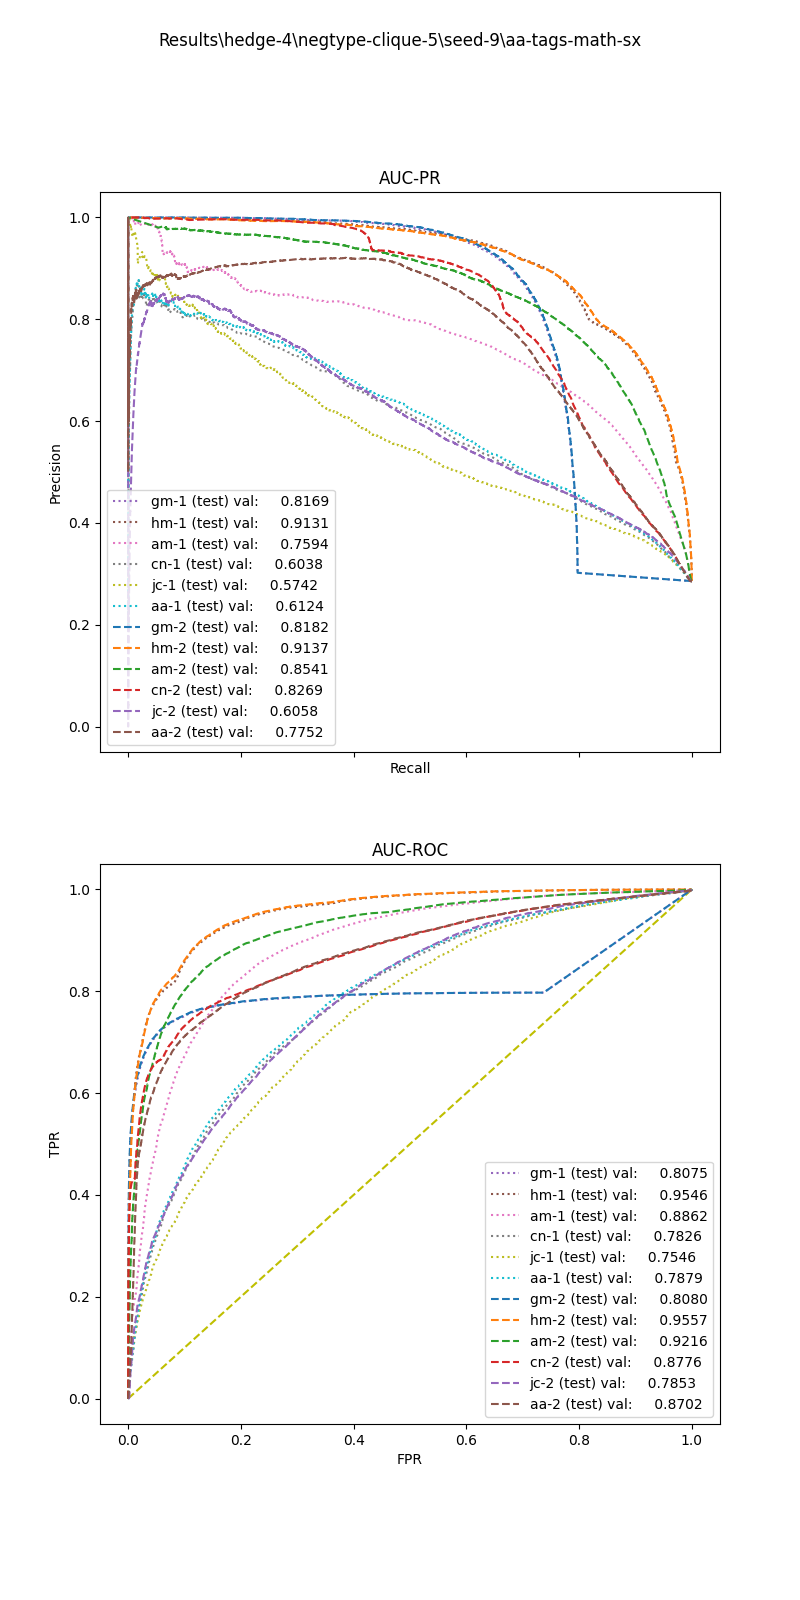 Results\hedge-4\negtype-clique-5\seed-9\aa-tags-math-sx
AUC-PR
1.0
0.8
0.6
0.4
0.2
0.0
Precision
gm-1 (test) val: 0.8169
hm-1 (test) val: 0.9131
am-1 (test) val: 0.7594
cn-1 (test) val: 0.6038
jc-1 (test) val: 0.5742
aa-1 (test) val: 0.6124
gm-2 (test) val: 0.8182
hm-2 (test) val: 0.9137
am-2 (test) val: 0.8541
cn-2 (test) val: 0.8269
jc-2 (test) val: 0.6058
aa-2 (test) val: 0.7752
Recall
AUC-ROC
1.0
0.8
0.6
0.4
0.2
0.0
TPR
gm-1 (test) val: 0.8075
hm-1 (test) val: 0.9546
am-1 (test) val: 0.8862
cn-1 (test) val: 0.7826
jc-1 (test) val: 0.7546
aa-1 (test) val: 0.7879
gm-2 (test) val: 0.8080
hm-2 (test) val: 0.9557
am-2 (test) val: 0.9216
cn-2 (test) val: 0.8776
jc-2 (test) val: 0.7853
aa-2 (test) val: 0.8702
0.0 0.2 0.4 0.6 0.8 1.0
FPR